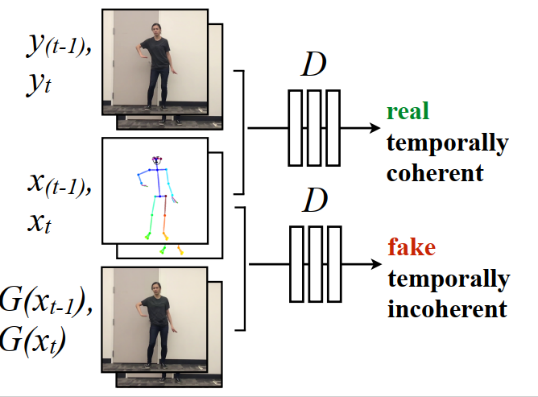 y(t-1),
yt
D
real
temporally
coherent
x(t-1),
xt
D
fake
temporally
incoherent
G(xt-1),
G(xt)